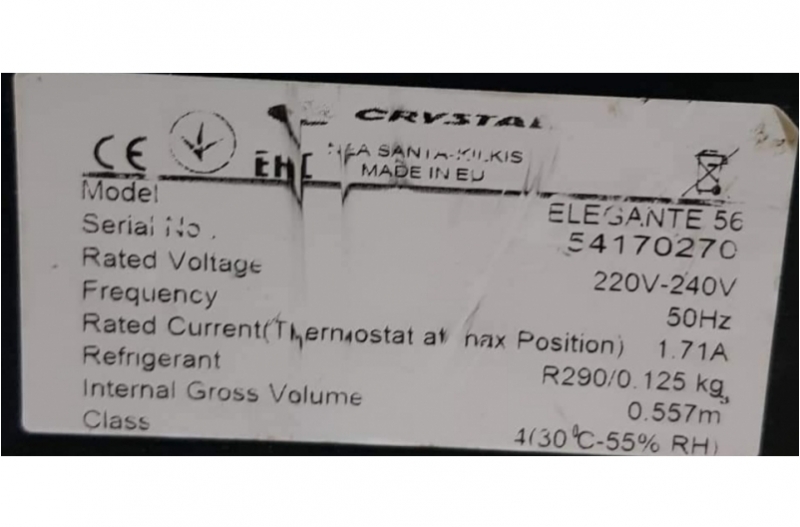 CRYSTAL
CE
EAC
NEA SANTA-KILKIS
MADE IN EU
Model ELEGANTE 56
Serial No. 54170270
Rated Voltage 220V-240V
Frequency 50Hz
Rated Current(Thermostat at max Position) 1.71A
Refrigerant R290/0.125 kg
Internal Gross Volume 0.557m³
Class 4(30°C-55% RH)